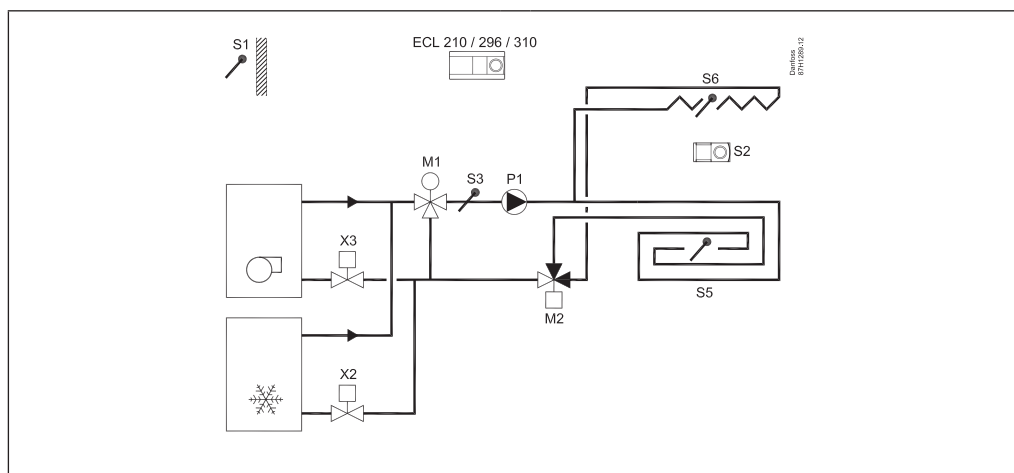 S1
ECL 210 / 296 / 310
Danfoss
87H1289.12
S6
S2
M1
S3
P1
X3
S5
M2
X2